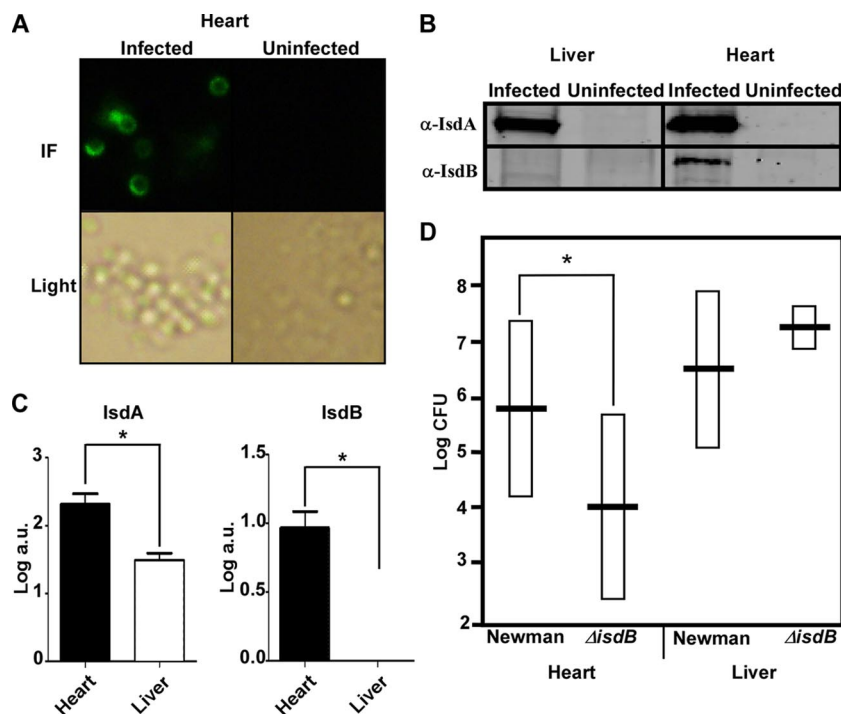 A
Heart
Infected Uninfected
IF
Light
B
Liver Heart
Infected Uninfected Infected Uninfected
α-IsdA
α-IsdB
C
IsdA
*
Log a.u.
3
2
1
0
Heart
Liver
IsdB
*
Log a.u.
1.5
1.0
0.5
0.0
Heart
Liver
D
*
Log CFU
8
7
6
5
4
3
2
Newman ΔisdB Newman ΔisdB
Heart Liver